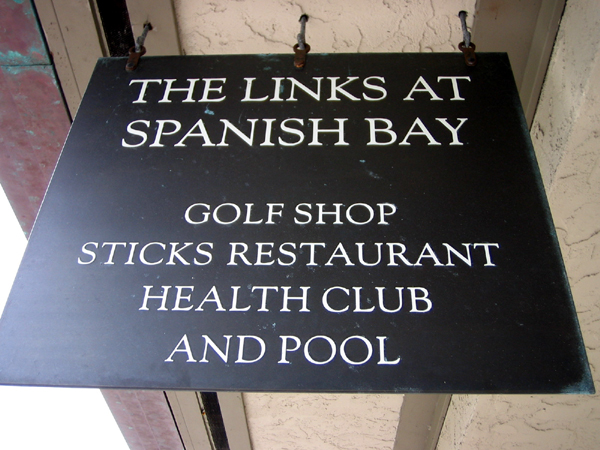 THE LINKS AT
SPANISH BAY
GOLF SHOP
STICKS RESTAURANT
HEALTH CLUB
AND POOL